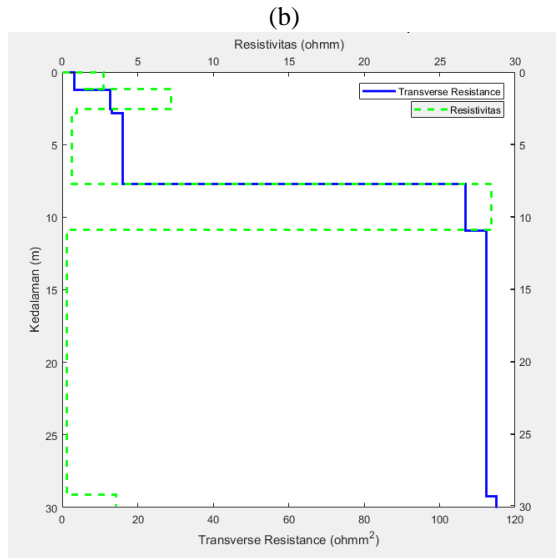 (b)
Resistivitas (ohmm)
0 5 10 15 20 25 30
Transverse Resistance
Resistivitas
0 0
5 5
10 10
15 15
20 20
25 25
30 30
Kedalaman (m)
0 20 40 60 80 100 120
Transverse Resistance (ohmm²)